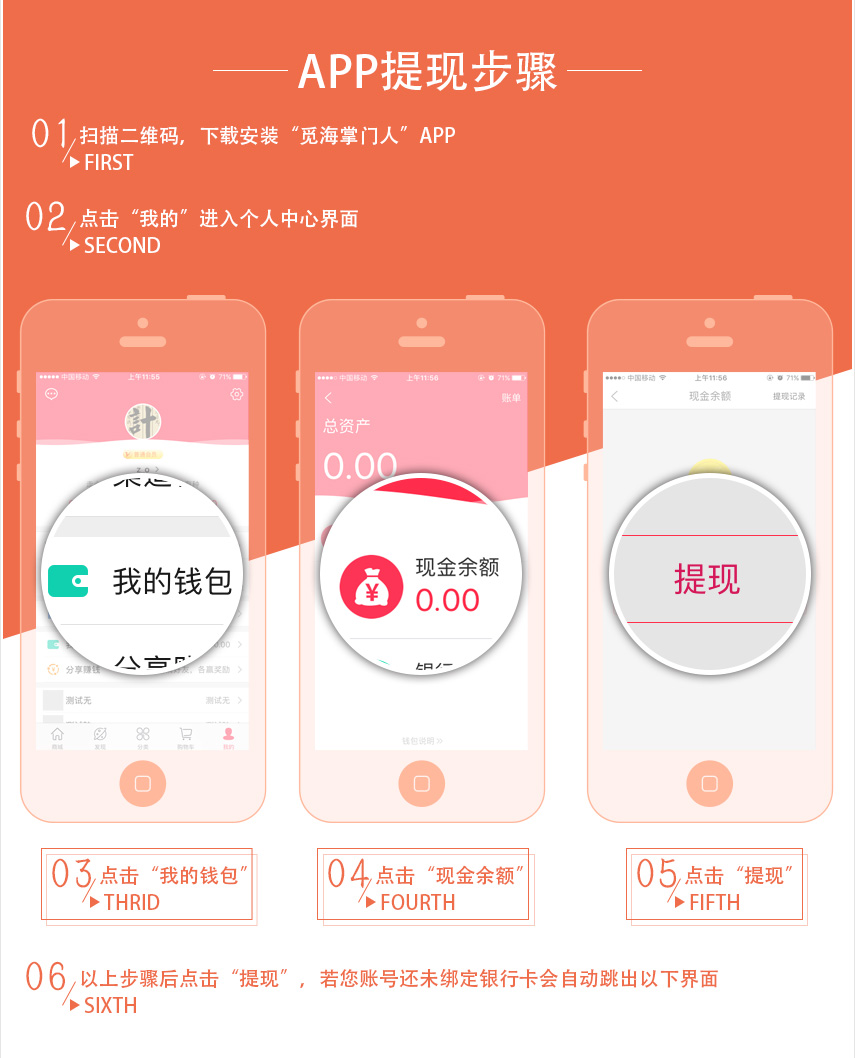 APP提现步骤
01 扫描二维码，下载安装“觅海掌门人”APP
FIRST
02 点击“我的”进入个人中心界面
SECOND
中国移动 上午11:55 71%
計
我的钱包
0.00
分享赚钱
测试无 测试无
商城 发现 分类 购物车 我的
中国移动 上午11:56 71%
账单
总资产
0.00
现金余额
0.00
银行
钱包说明
中国移动 上午11:56 71%
现金余额 提现记录
提现
03 点击“我的钱包”
THRID
04 点击“现金余额”
FOURTH
05 点击“提现”
FIFTH
06 以上步骤后点击“提现”，若您账号还未绑定银行卡会自动跳出以下界面
SIXTH